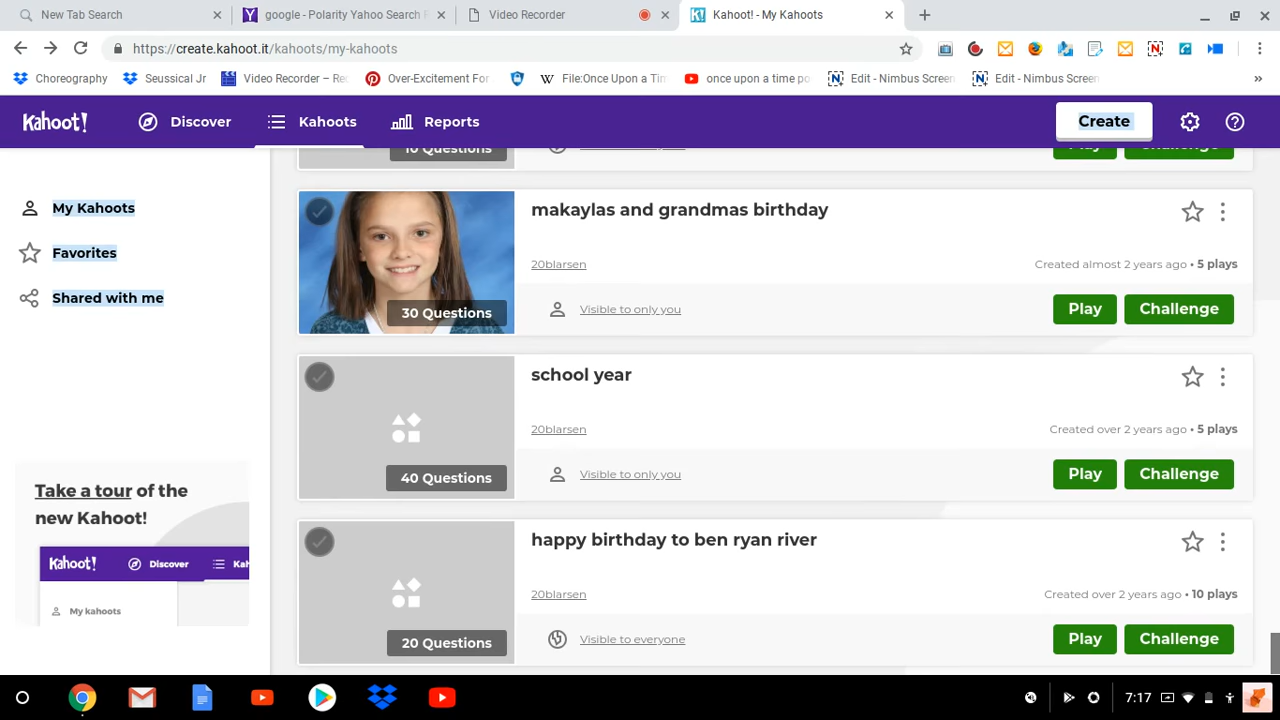 New Tab Search
google - Polarity Yahoo Search R
Video Recorder
Kahoot! - My Kahoots
https://create.kahoot.it/kahoots/my-kahoots
Choreography
Seussical Jr
Video Recorder – Rec
Over-Excitement For
File:Once Upon a Tim
once upon a time po
Edit - Nimbus Screen
Edit - Nimbus Screen
»
Kahoot!
Discover
Kahoots
Reports
Create
10 Questions
Play
Challenge
My Kahoots
Favorites
Shared with me
Take a tour of the
new Kahoot!
Kahoot!
Discover
Kah
My kahoots
makaylas and grandmas birthday
20blarsen
Created almost 2 years ago • 5 plays
30 Questions
Visible to only you
Play
Challenge
school year
20blarsen
Created over 2 years ago • 5 plays
40 Questions
Visible to only you
Play
Challenge
happy birthday to ben ryan river
20blarsen
Created over 2 years ago • 10 plays
20 Questions
Visible to everyone
Play
Challenge
7:17